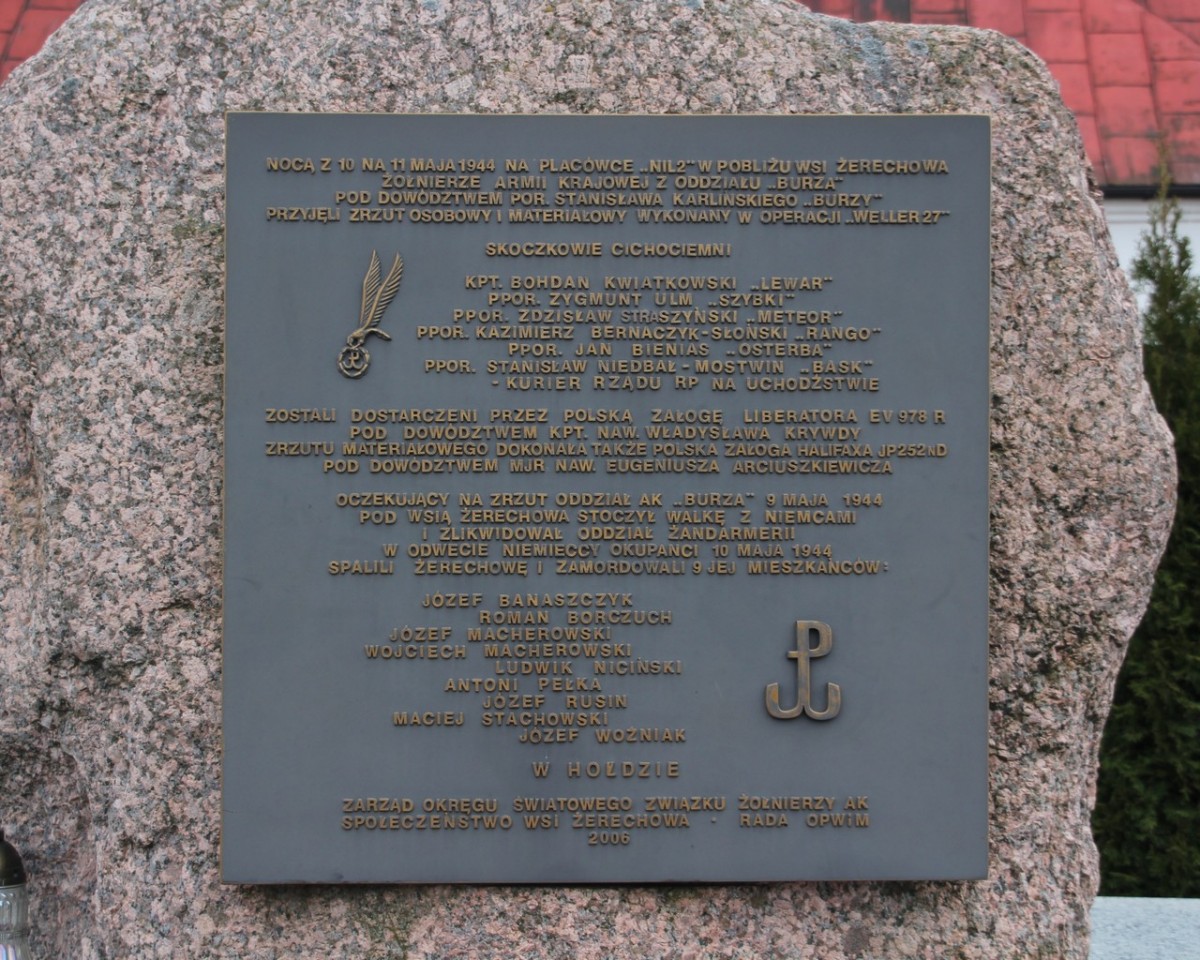 NOCĄ Z 10 NA 11 MAJA 1944 NA PLACÓWCE „NIL2" W POBLIŻU WSI ŻERECHOWA
ŻOŁNIERZE ARMII KRAJOWEJ Z ODDZIAŁU „BURZA"
POD DOWÓDZTWEM POR. STANISŁAWA KARLIŃSKIEGO „BURZY"
PRZYJĘLI ZRZUT OSOBOWY I MATERIAŁOWY WYKONANY W OPERACJI „WELLER 27"
SKOCZKOWIE CICHOCIEMNI
KPT. BOHDAN KWIATKOWSKI „LEWAR"
PPOR. ZYGMUNT ULM „SZYBKI"
PPOR. ZDZISŁAW STRASZYŃSKI „METEOR"
PPOR. KAZIMIERZ BERNACZYK-SŁOŃSKI „RANGO"
PPOR. JAN BIENIAS „OSTERBA"
PPOR. STANISŁAW NIEDBAŁ-MOSTWIN „BASK"
- KURIER RZĄDU RP NA UCHODŹSTWIE
ZOSTALI DOSTARCZENI PRZEZ POLSKĄ ZAŁOGĘ LIBERATORA EV 978 R
POD DOWÓDZTWEM KPT. NAW. WŁADYSŁAWA KRYWDY
ZRZUTU MATERIAŁOWEGO DOKONAŁA TAKŻE POLSKA ZAŁOGA HALIFAXA JP252ND
POD DOWÓDZTWEM MJR NAW. EUGENIUSZA ARCIUSZKIEWICZA
OCZEKUJĄCY NA ZRZUT ODDZIAŁ AK „BURZA" 9 MAJA 1944
POD WSIĄ ŻERECHOWA STOCZYŁ WALKĘ Z NIEMCAMI
I ZLIKWIDOWAŁ ODDZIAŁ ŻANDARMERII
W ODWECIE NIEMIECCY OKUPANCI 10 MAJA 1944
SPALILI ŻERECHOWĘ I ZAMORDOWALI 9 JEJ MIESZKAŃCÓW:
JÓZEF BANASZCZYK
ROMAN BORCZUCH
JÓZEF MACHEROWSKI
WOJCIECH MACHEROWSKI
LUDWIK NICIŃSKI
ANTONI PEŁKA
JÓZEF RUSIN
MACIEJ STACHOWSKI
JÓZEF WOŹNIAK
W HOŁDZIE
ZARZĄD OKRĘGU ŚWIATOWEGO ZWIĄZKU ŻOŁNIERZY AK
SPOŁECZEŃSTWO WSI ŻERECHOWA - RADA OPWiM
2006